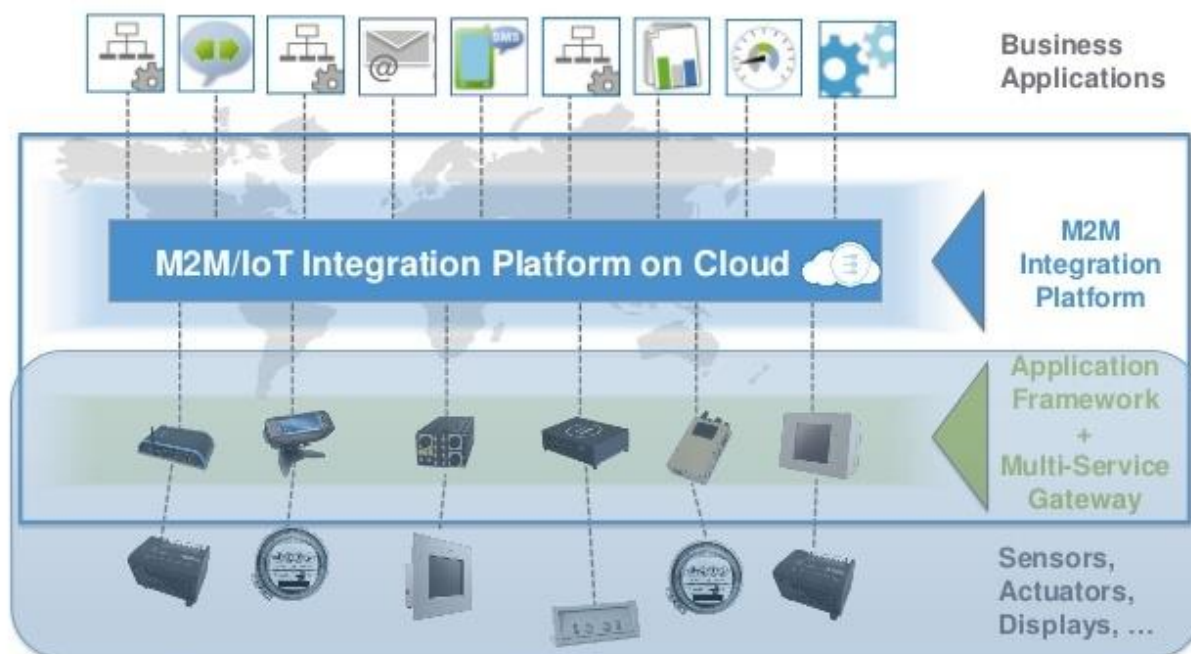 SMS
Business
Applications
@
M2M/IoT Integration Platform on Cloud
M2M
Integration
Platform
Application
Framework
+
Multi-Service
Gateway
Sensors,
Actuators,
Displays, ...